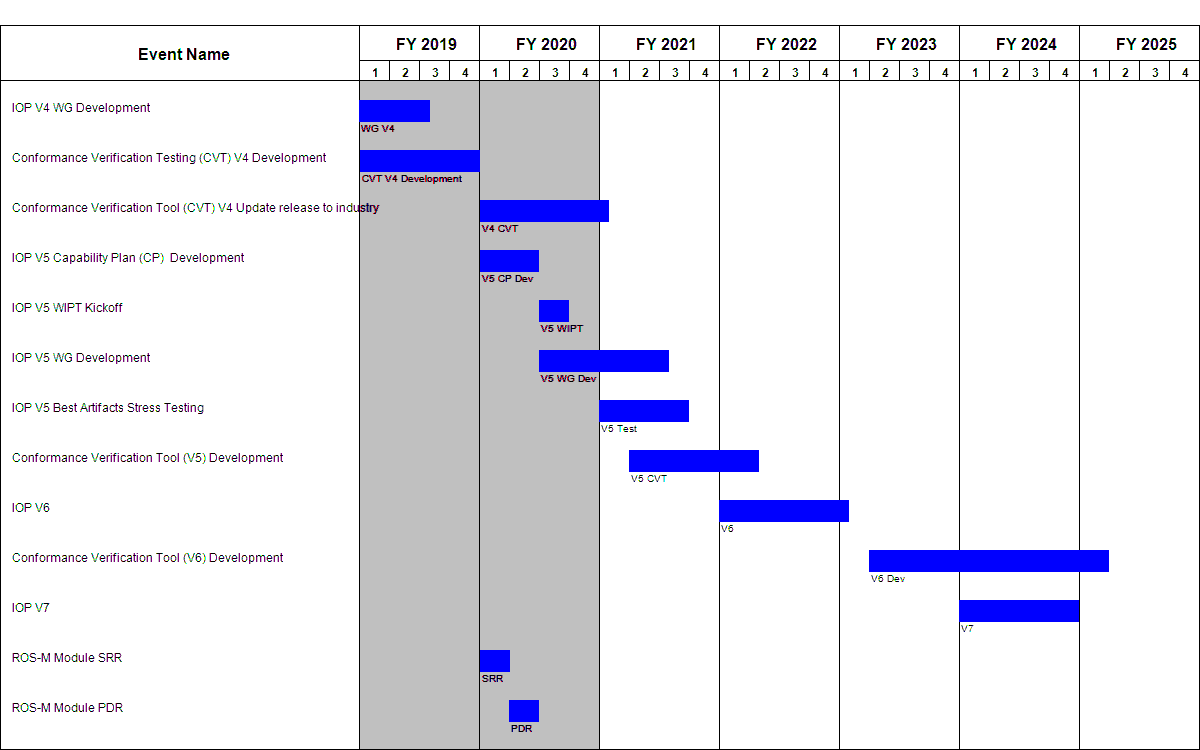 Event Name FY 2019 FY 2020 FY 2021 FY 2022 FY 2023 FY 2024 FY 2025
1 2 3 4 1 2 3 4 1 2 3 4 1 2 3 4 1 2 3 4 1 2 3 4 1 2 3 4
IOP V4 WG Development
WG V4
Conformance Verification Testing (CVT) V4 Development
CVT V4 Development
Conformance Verification Tool (CVT) V4 Update release to industry
V4 CVT
IOP V5 Capability Plan (CP) Development
V5 CP Dev
IOP V5 WIPT Kickoff
V5 WIPT
IOP V5 WG Development
V5 WG Dev
IOP V5 Best Artifacts Stress Testing
V5 Test
Conformance Verification Tool (V5) Development
V5 CVT
IOP V6
V6
Conformance Verification Tool (V6) Development
V6 Dev
IOP V7
V7
ROS-M Module SRR
SRR
ROS-M Module PDR
PDR